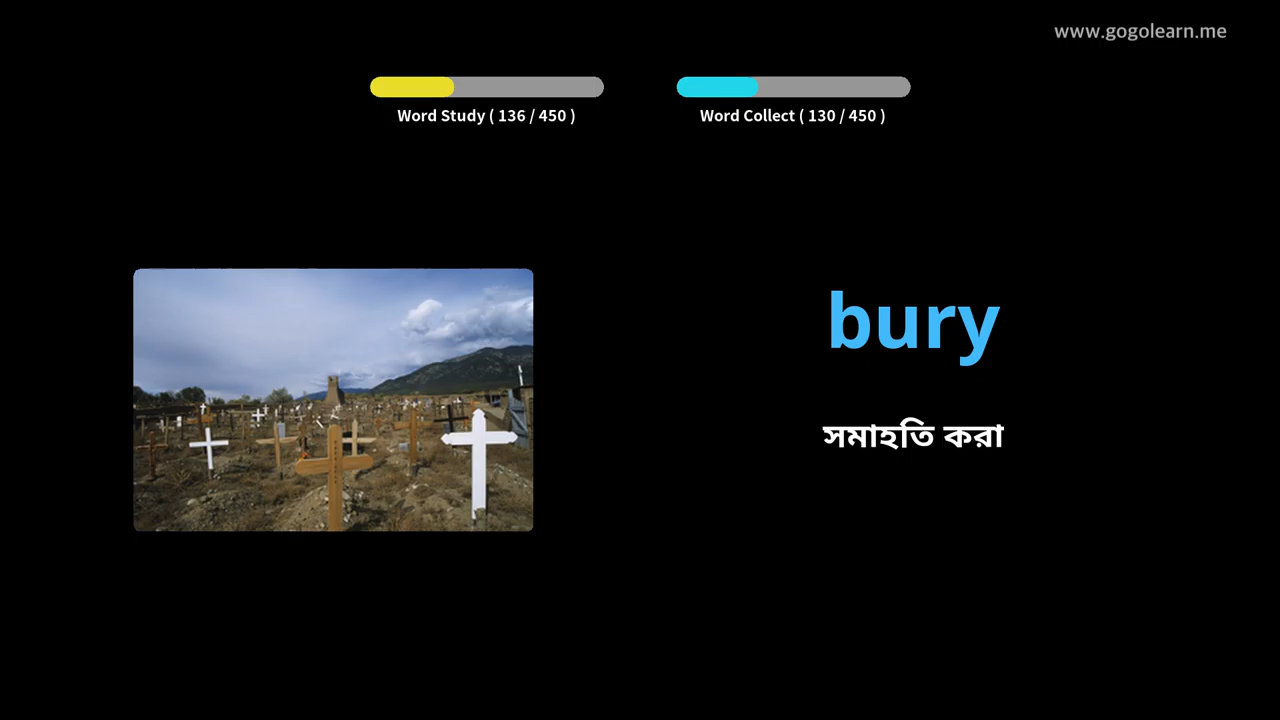 www.gogolearn.me
Word Study ( 136 / 450 )
Word Collect ( 130 / 450 )
bury
সমাহতি করা